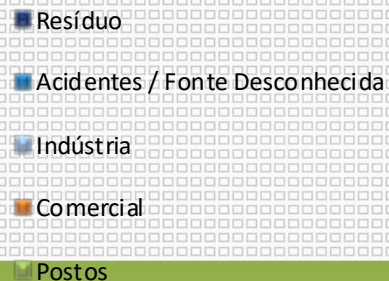 Resíduo
Acidentes / Fonte Desconhecida
Indústria
Comercial
Postos